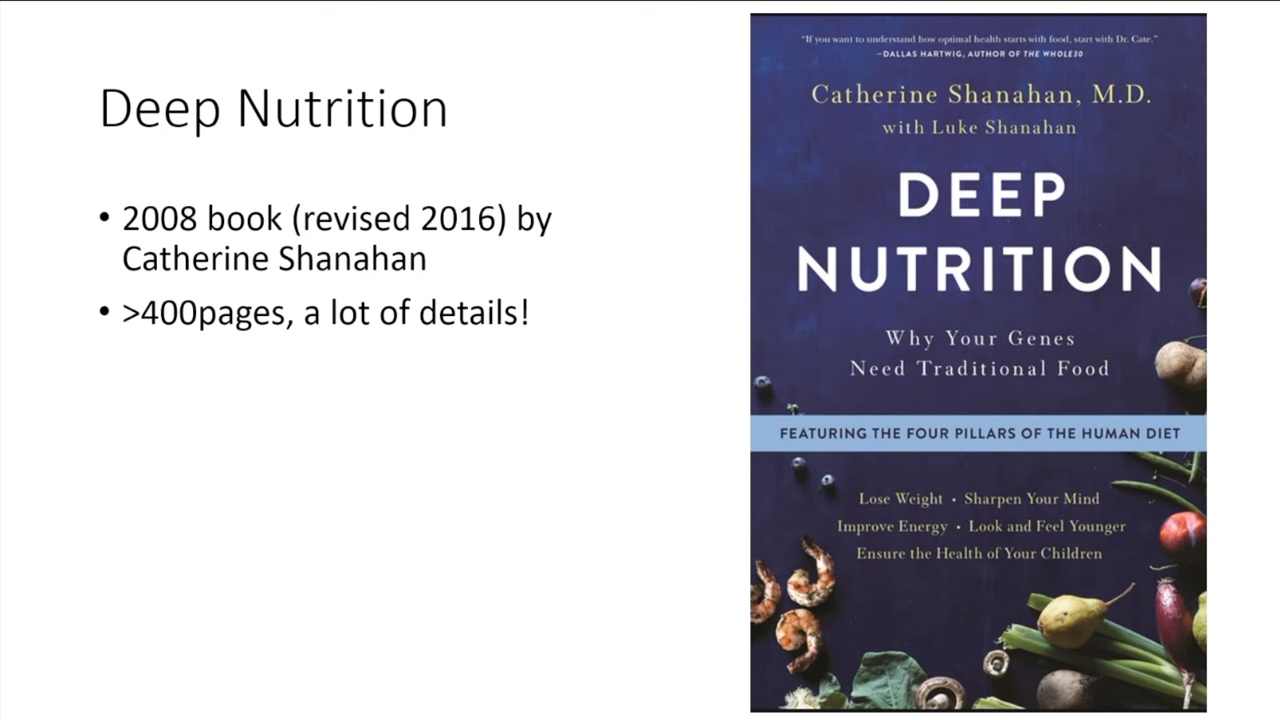 Deep Nutrition
• 2008 book (revised 2016) by
Catherine Shanahan
• >400pages, a lot of details!
“If you want to understand how optimal health starts with food, start with Dr. Cate.”
—DALLAS HARTWIG, AUTHOR OF THE WHOLE30
Catherine Shanahan, M.D.
with Luke Shanahan
DEEP
NUTRITION
Why Your Genes
Need Traditional Food
FEATURING THE FOUR PILLARS OF THE HUMAN DIET
Lose Weight • Sharpen Your Mind
Improve Energy • Look and Feel Younger
Ensure the Health of Your Children